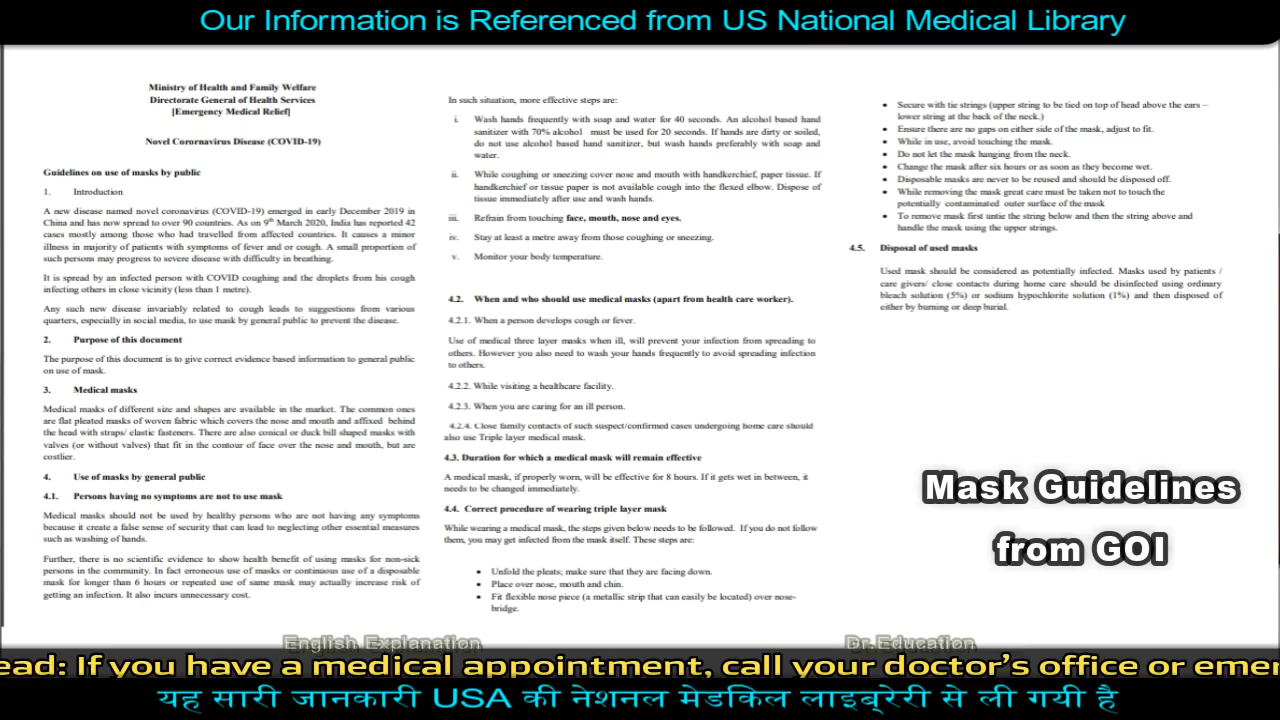 Our Information is Referenced from US National Medical Library
Ministry of Health and Family Welfare
Directorate General of Health Services
[Emergency Medical Relief]
Novel Corornavirus Disease (COVID-19)
Guidelines on use of masks by public
1. Introduction
A new disease named novel coronavirus (COVID-19) emerged in early December 2019 in
China and has now spread to over 90 countries. As on 9th March 2020, India has reported 42
cases mostly among those who had travelled from affected countries. It causes a minor
illness in majority of patients with symptoms of fever and or cough. A small proportion of
such persons may progress to severe disease with difficulty in breathing.
It is spread by an infected person with COVID coughing and the droplets from his cough
infecting others in close vicinity (less than 1 metre).
Any such new disease invariably related to cough leads to suggestions from various
quarters, especially in social media, to use mask by general public to prevent the disease.
2. Purpose of this document
The purpose of this document is to give correct evidence based information to general public
on use of mask.
3. Medical masks
Medical masks of different size and shapes are available in the market. The common ones
are flat pleated masks of woven fabric which covers the nose and mouth and affixed behind
the head with straps/ elastic fasteners. There are also conical or duck bill shaped masks with
valves (or without valves) that fit in the contour of face over the nose and mouth, but are
costlier.
4. Use of masks by general public
4.1. Persons having no symptoms are not to use mask
Medical masks should not be used by healthy persons who are not having any symptoms
because it create a false sense of security that can lead to neglecting other essential measures
such as washing of hands.
Further, there is no scientific evidence to show health benefit of using masks for non-sick
persons in the community. In fact erroneous use of masks or continuous use of a disposable
mask for longer than 6 hours or repeated use of same mask may actually increase risk of
getting an infection. It also incurs unnecessary cost.
In such situation, more effective steps are:
i. Wash hands frequently with soap and water for 40 seconds. An alcohol based hand
sanitizer with 70% alcohol must be used for 20 seconds. If hands are dirty or soiled,
do not use alcohol based hand sanitizer, but wash hands preferably with soap and
water.
ii. While coughing or sneezing cover nose and mouth with handkerchief, paper tissue. If
handkerchief or tissue paper is not available cough into the flexed elbow. Dispose of
tissue immediately after use and wash hands.
iii. Refrain from touching face, mouth, nose and eyes.
iv. Stay at least a metre away from those coughing or sneezing.
v. Monitor your body temperature.
4.2. When and who should use medical masks (apart from health care worker).
4.2.1. When a person develops cough or fever.
Use of medical three layer masks when ill, will prevent your infection from spreading to
others. However you also need to wash your hands frequently to avoid spreading infection
to others.
4.2.2. While visiting a healthcare facility.
4.2.3. When you are caring for an ill person.
4.2.4. Close family contacts of such suspect/confirmed cases undergoing home care should
also use Triple layer medical mask.
4.3. Duration for which a medical mask will remain effective
A medical mask, if properly worn, will be effective for 8 hours. If it gets wet in between, it
needs to be changed immediately.
4.4. Correct procedure of wearing triple layer mask
While wearing a medical mask, the steps given below needs to be followed. If you do not follow
them, you may get infected from the mask itself. These steps are:
• Unfold the pleats; make sure that they are facing down.
• Place over nose, mouth and chin.
• Fit flexible nose piece (a metallic strip that can easily be located) over nose-
bridge.
• Secure with tie strings (upper string to be tied on top of head above the ears –
lower string at the back of the neck.)
• Ensure there are no gaps on either side of the mask, adjust to fit.
• While in use, avoid touching the mask.
• Do not let the mask hanging from the neck.
• Change the mask after six hours or as soon as they become wet.
• Disposable masks are never to be reused and should be disposed off.
• While removing the mask great care must be taken not to touch the
potentially contaminated outer surface of the mask
• To remove mask first untie the string below and then the string above and
handle the mask using the upper strings.
4.5. Disposal of used masks
Used mask should be considered as potentially infected. Masks used by patients /
care givers/ close contacts during home care should be disinfected using ordinary
bleach solution (5%) or sodium hypochlorite solution (1%) and then disposed of
either by burning or deep burial.
Mask Guidelines
from GOI
English Explanation
Dr.Education
ead: If you have a medical appointment, call your doctor's office or eme
यह सारी जानकारी USA की नेशनल मेडकिल लाइब्रेरी से ली गयी है